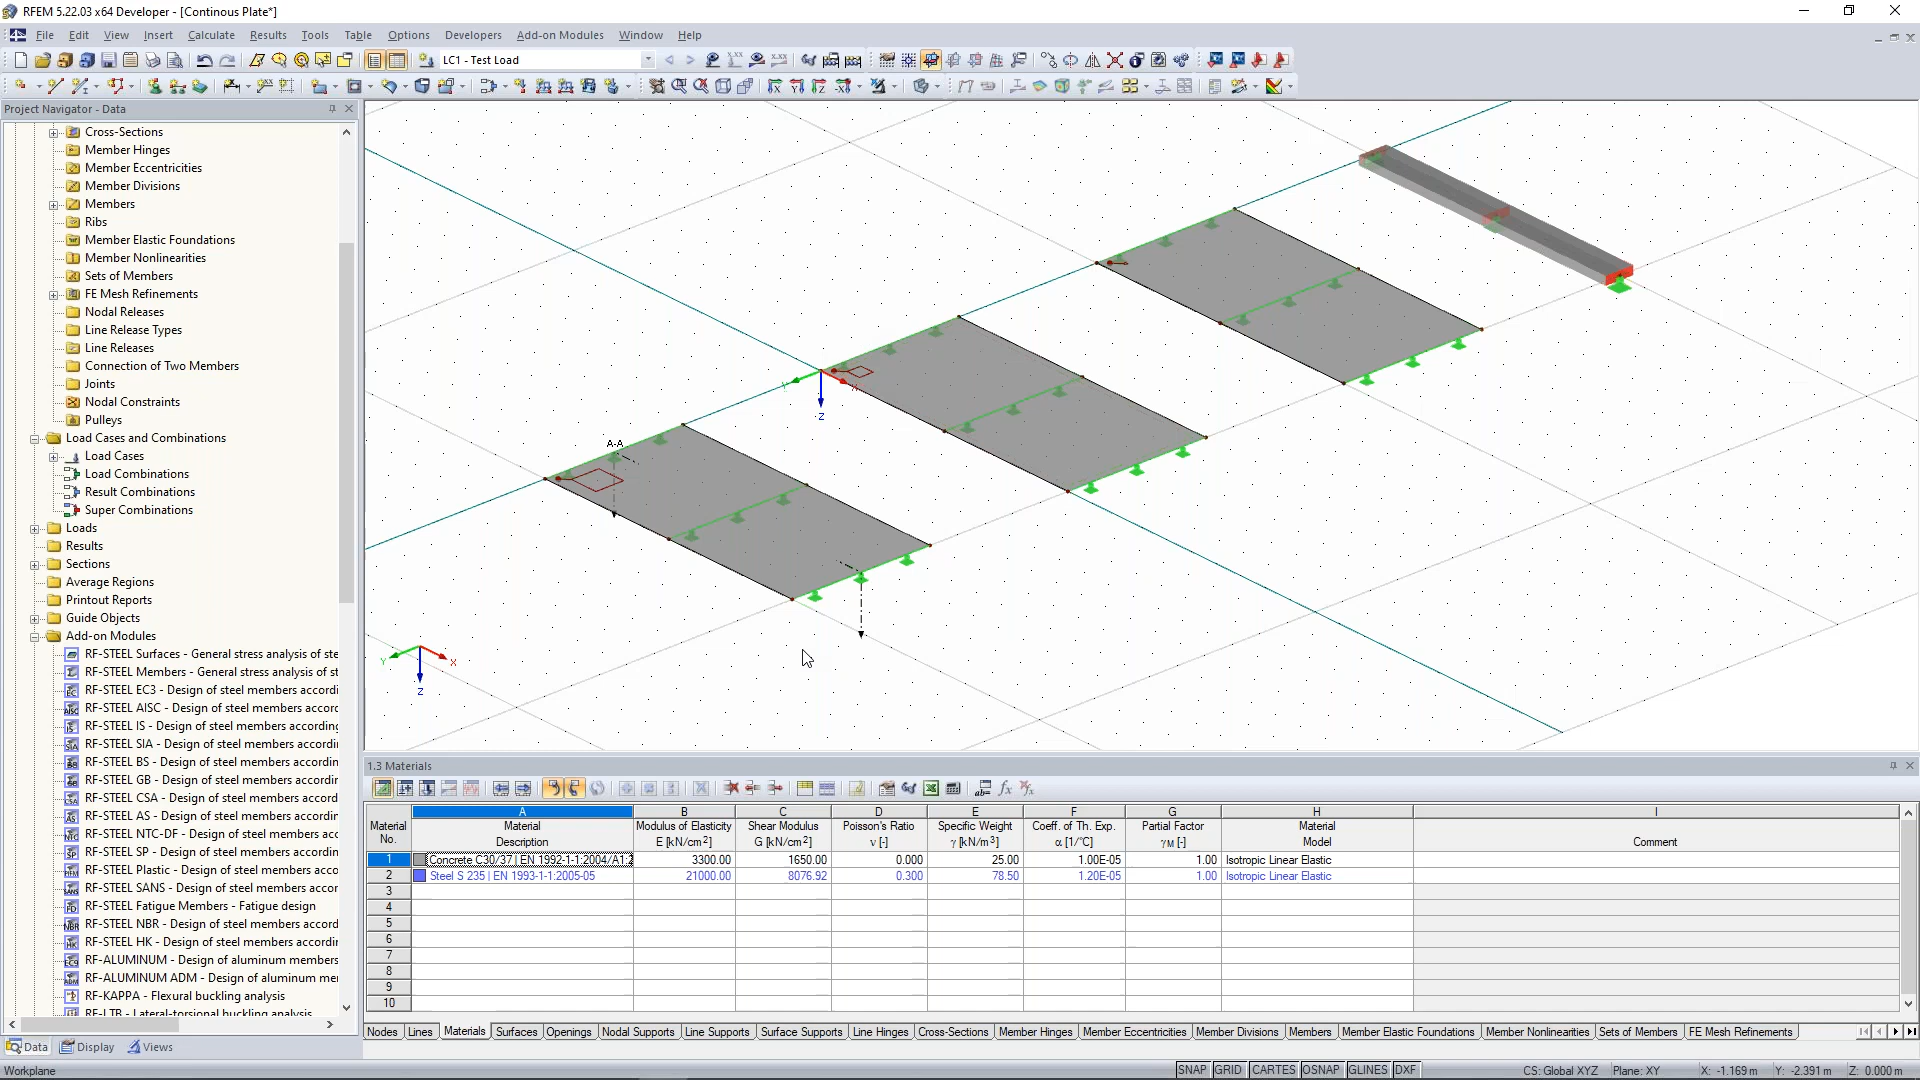 RFEM 5.22.03 x64 Developer - [Continous Plate*]
File Edit View Insert Calculate Results Tools Table Options Developers Add-on Modules Window Help
LC1 - Test Load
Project Navigator - Data
Cross-Sections
Member Hinges
Member Eccentricities
Member Divisions
Members
Ribs
Member Elastic Foundations
Member Nonlinearities
Sets of Members
FE Mesh Refinements
Nodal Releases
Line Release Types
Line Releases
Connection of Two Members
Joints
Nodal Constraints
Pulleys
Load Cases and Combinations
Load Cases
Load Combinations
Result Combinations
Super Combinations
Loads
Results
Sections
Average Regions
Printout Reports
Guide Objects
Add-on Modules
RF-STEEL Surfaces - General stress analysis of ste
RF-STEEL Members - General stress analysis of st
RF-STEEL EC3 - Design of steel members accordi
RF-STEEL AISC - Design of steel members accor
RF-STEEL IS - Design of steel members according
RF-STEEL SIA - Design of steel members accordi
RF-STEEL BS - Design of steel members accordin
RF-STEEL GB - Design of steel members accordin
RF-STEEL CSA - Design of steel members accord
RF-STEEL AS - Design of steel members accordin
RF-STEEL NTC-DF - Design of steel members acc
RF-STEEL SP - Design of steel members accordin
RF-STEEL Plastic - Design of steel members acco
RF-STEEL SANS - Design of steel members acco
RF-STEEL Fatigue Members - Fatigue design
RF-STEEL NBR - Design of steel members accord
RF-STEEL HK - Design of steel members accordin
RF-ALUMINUM - Design of aluminum members
RF-ALUMINUM ADM - Design of aluminum me
RF-KAPPA - Flexural buckling analysis
RF-LTB - Lateral-torsional buckling analysis
Data Display Views
A-A
Y X
Z
Y X
Z
1.3 Materials
A B C D E F G H I
Material Material Modulus of Elasticity Shear Modulus Poisson's Ratio Specific Weight Coeff. of Th. Exp. Partial Factor Material
No. Description E [kN/cm²] G [kN/cm²] ν [-] γ [kN/m³] α [1/°C] γM [-] Model Comment
1 Concrete C30/37 | EN 1992-1-1:2004/A1:2 3300.00 1650.00 0.000 25.00 1.00E-05 1.00 Isotropic Linear Elastic
2 Steel S 235 | EN 1993-1-1:2005-05 21000.00 8076.92 0.300 78.50 1.20E-05 1.00 Isotropic Linear Elastic
3
4
5
6
7
8
9
10
Nodes Lines Materials Surfaces Openings Nodal Supports Line Supports Surface Supports Line Hinges Cross-Sections Member Hinges Member Eccentricities Member Divisions Members Member Elastic Foundations Member Nonlinearities Sets of Members FE Mesh Refinements
Workplane SNAP GRID CARTES OSNAP GLINES DXF CS: Global XYZ Plane: XY X: -1.169 m Y: -2.391 m Z: 0.000 m